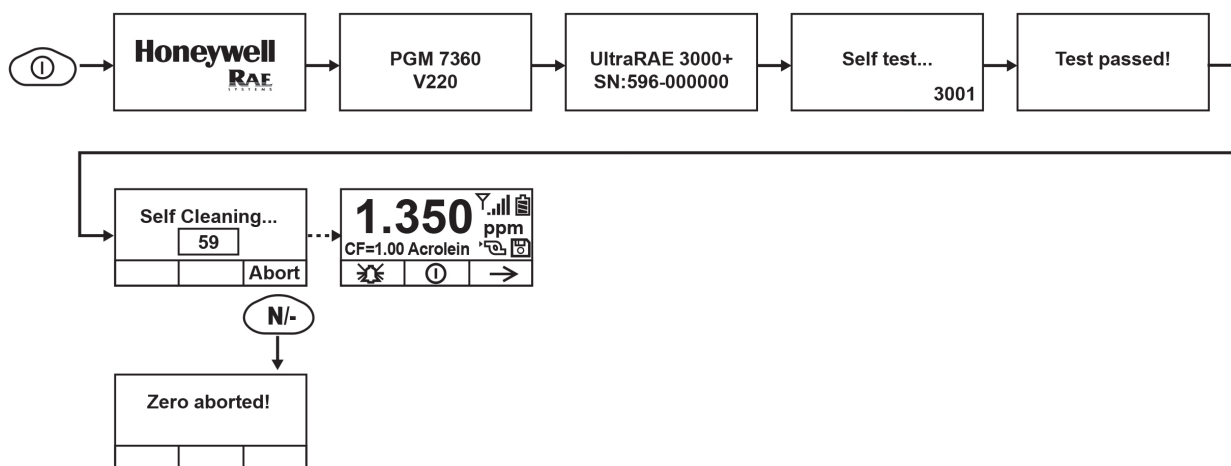 Honeywell
RAE
SYSTEMS
PGM 7360
V220
UltraRAE 3000+
SN:596-000000
Self test...
3001
Test passed!
Self Cleaning...
59
Abort
1.350
ppm
CF=1.00 Acrolein
N/-
Zero aborted!